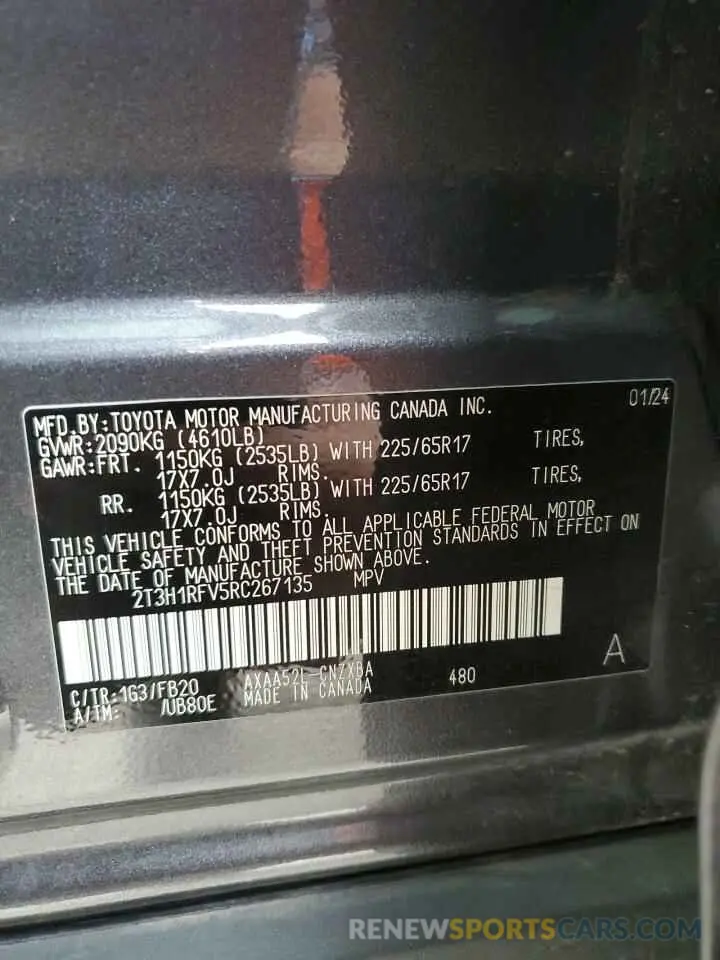 MFD.BY:TOYOTA MOTOR MANUFACTURING CANADA INC. 01/24
GVWR:2090KG (4610LB)
GAWR:FRT. 1150KG (2535LB) WITH 225/65R17 TIRES,
17X7.0J RIMS.
RR. 1150KG (2535LB) WITH 225/65R17 TIRES,
17X7.0J RIMS.
THIS VEHICLE CONFORMS TO ALL APPLICABLE FEDERAL MOTOR
VEHICLE SAFETY AND THEFT PREVENTION STANDARDS IN EFFECT ON
THE DATE OF MANUFACTURE SHOWN ABOVE.
2T3H1RFV5RC267135 MPV
C/TR:1G3/FB20 AXAA52L-CNZXBA 480 A
A/TM: /UB80E MADE IN CANADA
RENEWSPORTSCARS.COM